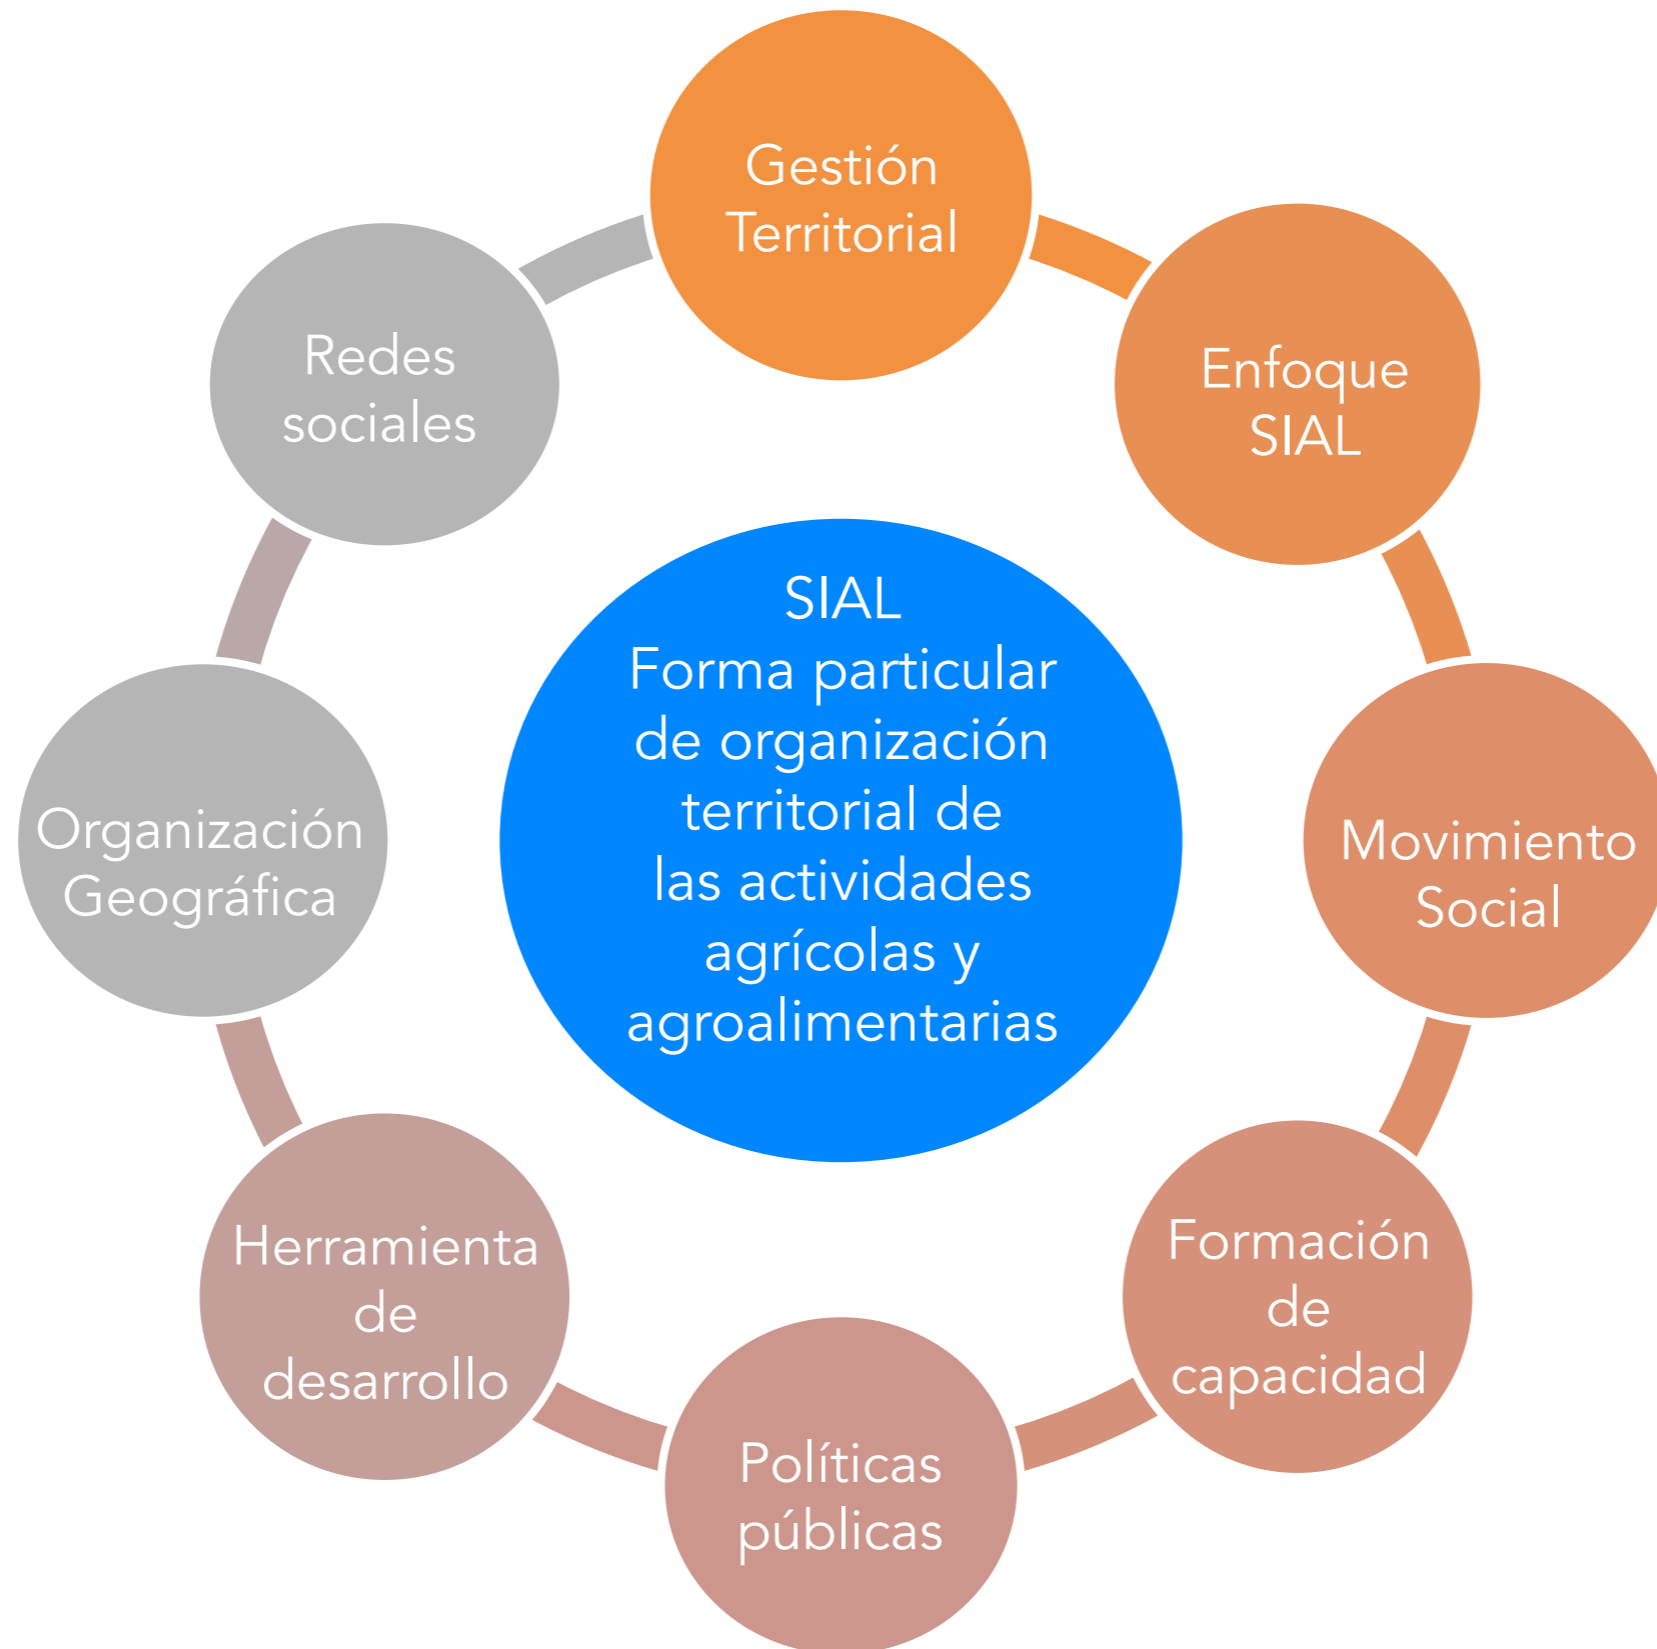 Gestión
Territorial
Enfoque
SIAL
Movimiento
Social
Formación
de
capacidad
Políticas
públicas
Herramienta
de
desarrollo
Organización
Geográfica
Redes
sociales
SIAL
Forma particular
de organización
territorial de
las actividades
agrícolas y
agroalimentarias